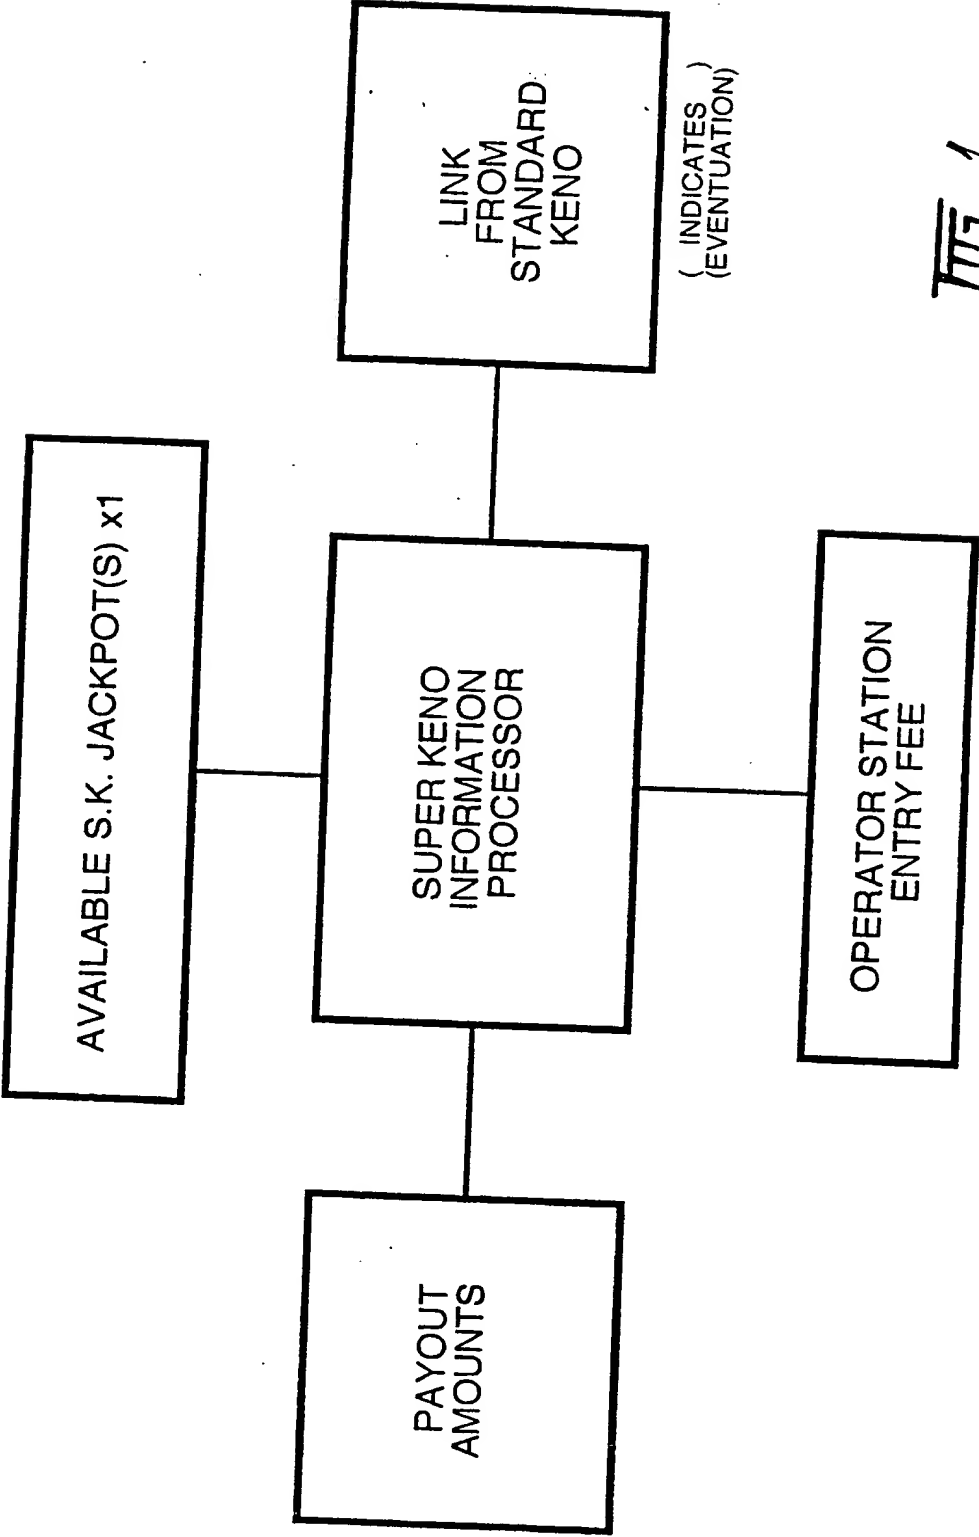 AVAILABLE S.K. JACKPOT(S) x1
PAYOUT
AMOUNTS
SUPER KENO
INFORMATION
PROCESSOR
LINK
FROM
STANDARD
KENO
( INDICATES )
(EVENTUATION)
OPERATOR STATION
ENTRY FEE